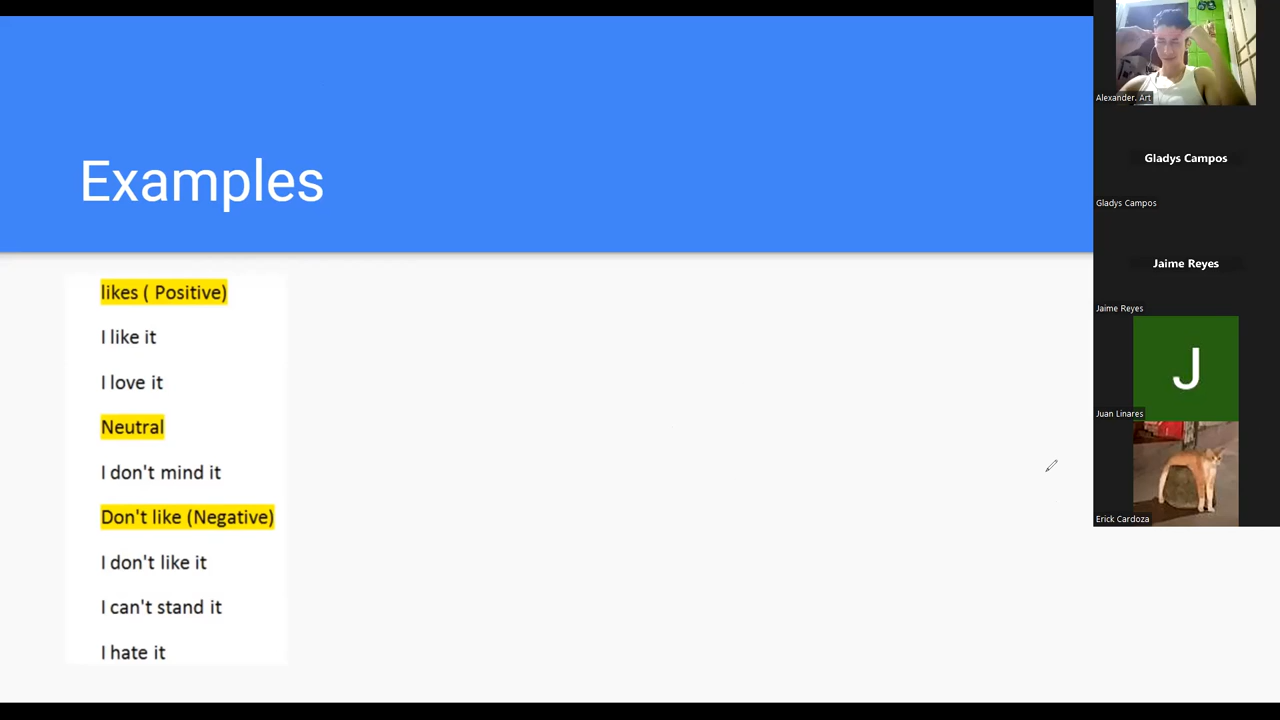 Examples
likes ( Positive)
I like it
I love it
Neutral
I don't mind it
Don't like (Negative)
I don't like it
I can't stand it
I hate it
Alexander. Art
Gladys Campos
Gladys Campos
Jaime Reyes
Jaime Reyes
J
Juan Linares
Erick Cardoza